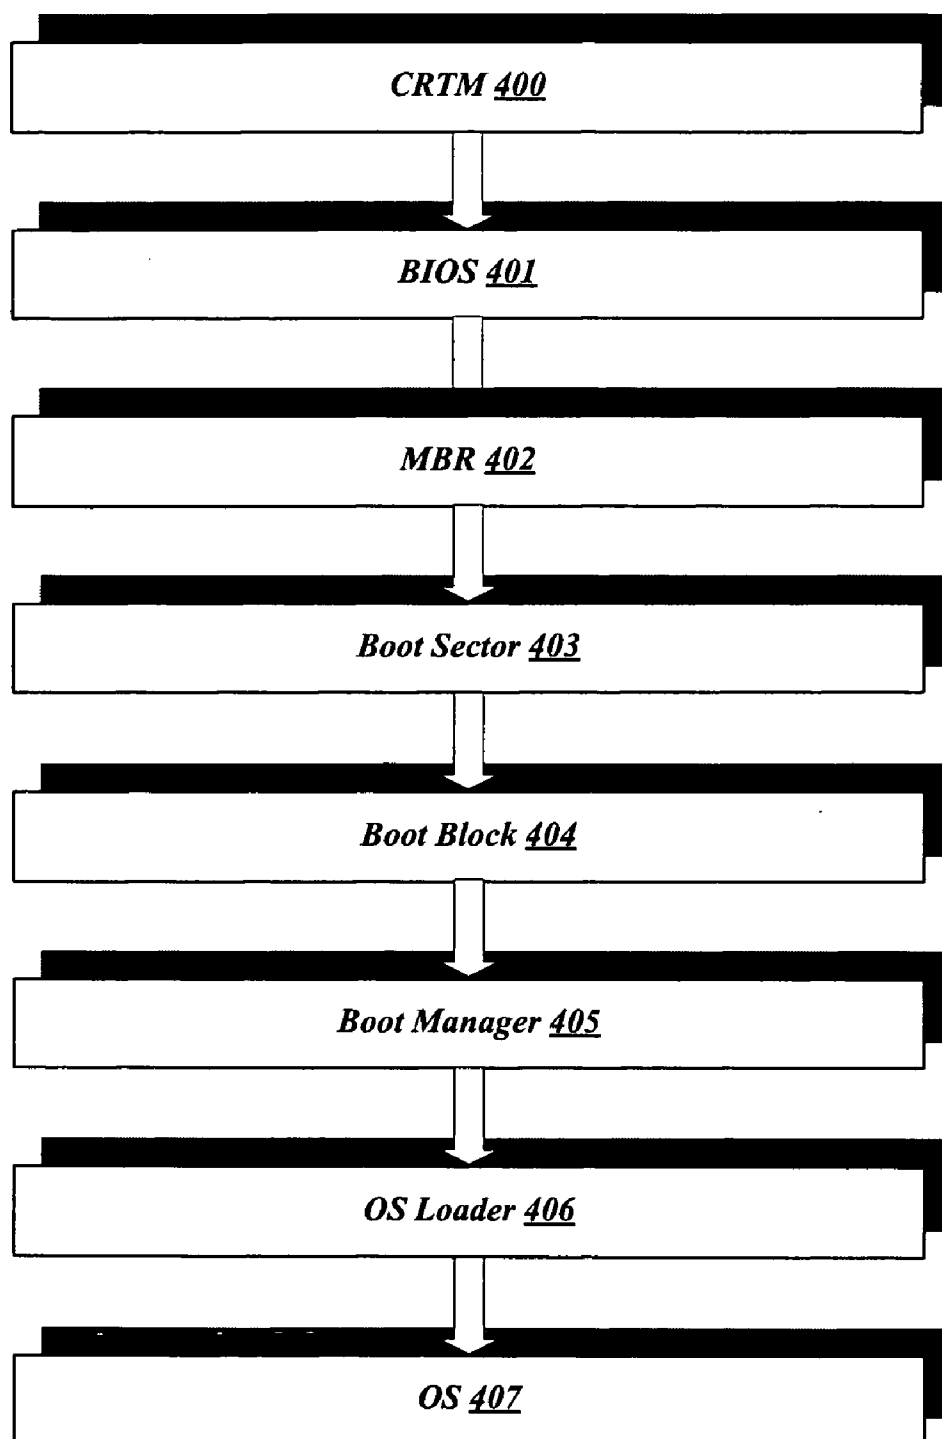 CRTM 400
BIOS 401
MBR 402
Boot Sector 403
Boot Block 404
Boot Manager 405
OS Loader 406
OS 407